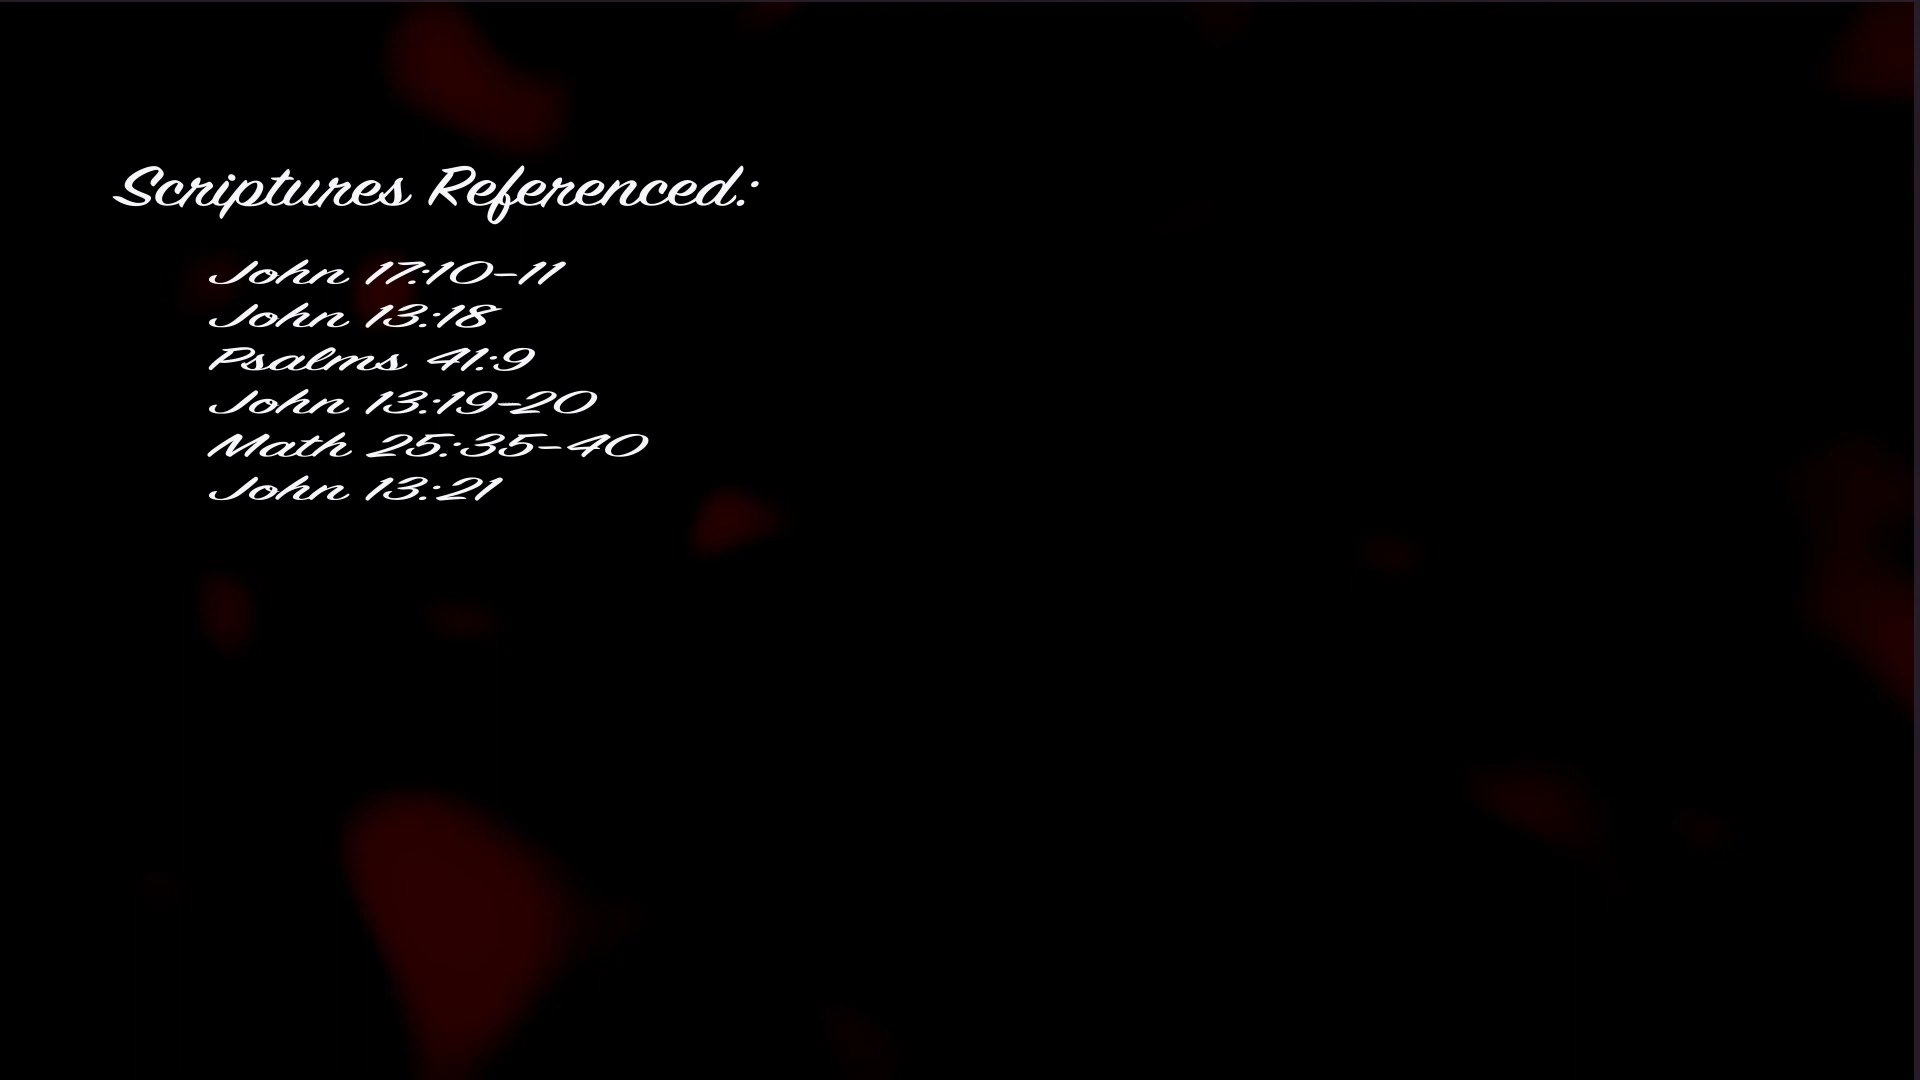 Scriptures Referenced:
John 17:10-11
John 13:18
Psalms 41:9
John 13:19-20
Math 25:35-40
John 13:21